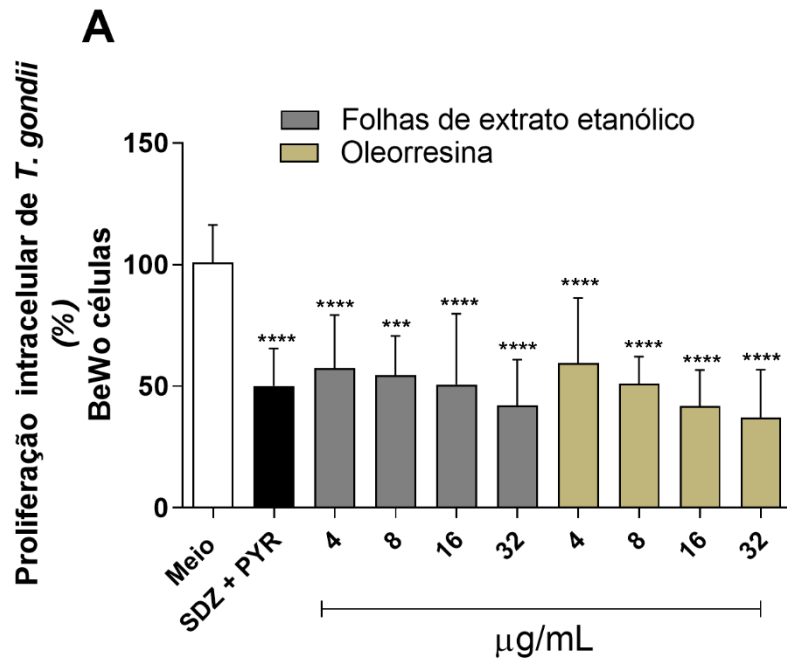 A
Proliferação intracelular de T. gondii
(%)
BeWo células
Folhas de extrato etanólico
Oleorresina
150
100
50
0
**** **** *** **** **** **** **** **** ****
Meio SDZ + PYR 4 8 16 32 4 8 16 32
μg/mL